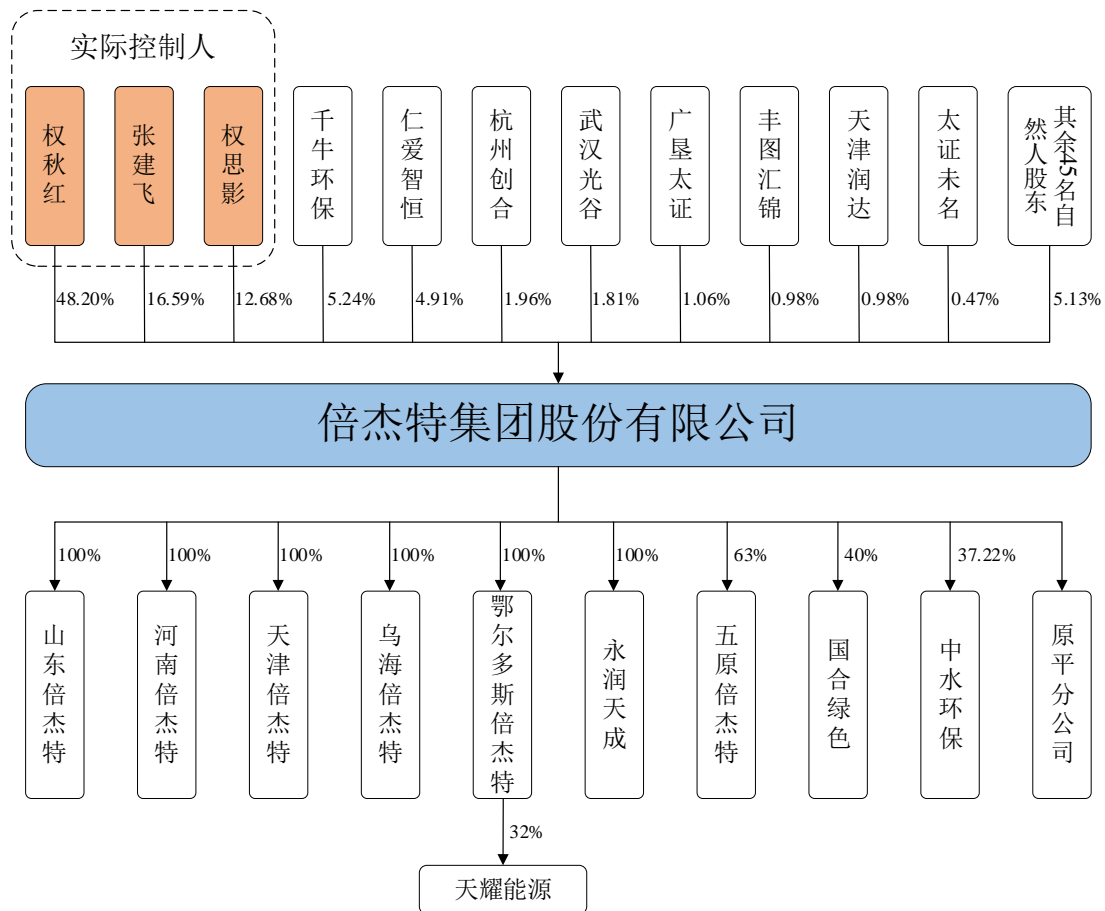 实际控制人
权秋红
张建飞
权思影
千牛环保
仁爱智恒
杭州创合
武汉光谷
广垦太证
丰图汇锦
天津润达
太证未名
其余45名自
然人股东
48.20%
16.59%
12.68%
5.24%
4.91%
1.96%
1.81%
1.06%
0.98%
0.98%
0.47%
5.13%
倍杰特集团股份有限公司
100%
100%
100%
100%
100%
100%
63%
40%
37.22%
山东倍杰特
河南倍杰特
天津倍杰特
乌海倍杰特
鄂尔多斯倍杰特
永润天成
五原倍杰特
国合绿色
中水环保
原平分公司
32%
天耀能源